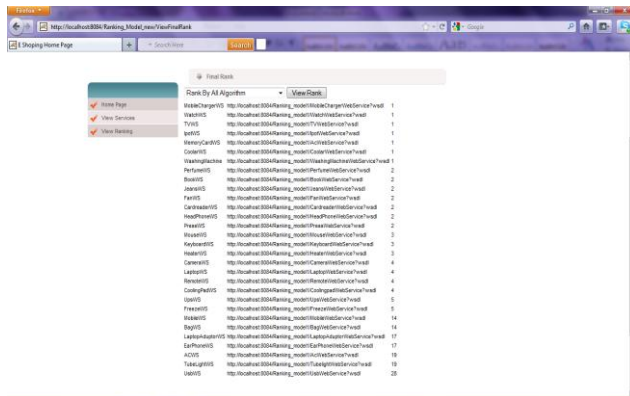 Firefox
http://localhost:8084/Ranking_Model_new/ViewFinalRank
Google
E Shoping Home Page
Search Here
Search
Final Rank
Rank By All Algorithm View Rank
Home Page
View Services
View Ranking
MobileChargerWS http://localhost:8084/Ranking_model1/MobileChargerWebService?wsdl 1
WatchWS http://localhost:8084/Ranking_model1/WatchWebService?wsdl 1
TVWS http://localhost:8084/Ranking_model1/TVWebService?wsdl 1
IpotWS http://localhost:8084/Ranking_model1/IpotWebService?wsdl 1
MemoryCardWS http://localhost:8084/Ranking_model1/AcWebService?wsdl 1
CoolarWS http://localhost:8084/Ranking_model1/CoolarWebService?wsdl 1
WashingMachine http://localhost:8084/Ranking_model1/WashingMachineWebService?wsdl 1
PerfumeWS http://localhost:8084/Ranking_model1/PerfumeWebService?wsdl 2
BookWS http://localhost:8084/Ranking_model1/BookWebService?wsdl 2
JeansWS http://localhost:8084/Ranking_model1/JeansWebService?wsdl 2
FanWS http://localhost:8084/Ranking_model1/FanWebService?wsdl 2
CardreaderWS http://localhost:8084/Ranking_model1/CardreaderWebService?wsdl 2
HeadPhoneWS http://localhost:8084/Ranking_model1/HeadPhoneWebService?wsdl 2
PressWS http://localhost:8084/Ranking_model1/PressWebService?wsdl 2
MouseWS http://localhost:8084/Ranking_model1/MouseWebService?wsdl 3
KeyboardWS http://localhost:8084/Ranking_model1/KeyboardWebService?wsdl 3
HeaterWS http://localhost:8084/Ranking_model1/HeaterWebService?wsdl 3
CameraWS http://localhost:8084/Ranking_model1/CameraWebService?wsdl 4
LaptopWS http://localhost:8084/Ranking_model1/LaptopWebService?wsdl 4
RemoteWS http://localhost:8084/Ranking_model1/RemoteWebService?wsdl 4
CoolingPadWS http://localhost:8084/Ranking_model1/CoolingpadWebService?wsdl 4
UpsWS http://localhost:8084/Ranking_model1/UpsWebService?wsdl 5
FreezeWS http://localhost:8084/Ranking_model1/FreezeWebService?wsdl 5
MobileWS http://localhost:8084/Ranking_model1/MobileWebService?wsdl 14
BagWS http://localhost:8084/Ranking_model1/BagWebService?wsdl 14
LaptopAdaptorWS http://localhost:8084/Ranking_model1/LaptopAdaptorWebService?wsdl 17
EarPhoneWS http://localhost:8084/Ranking_model1/EarPhoneWebService?wsdl 17
ACWS http://localhost:8084/Ranking_model1/AcWebService?wsdl 19
TubeLightWS http://localhost:8084/Ranking_model1/TubelightWebService?wsdl 19
UsbWS http://localhost:8084/Ranking_model1/UsbWebService?wsdl 28